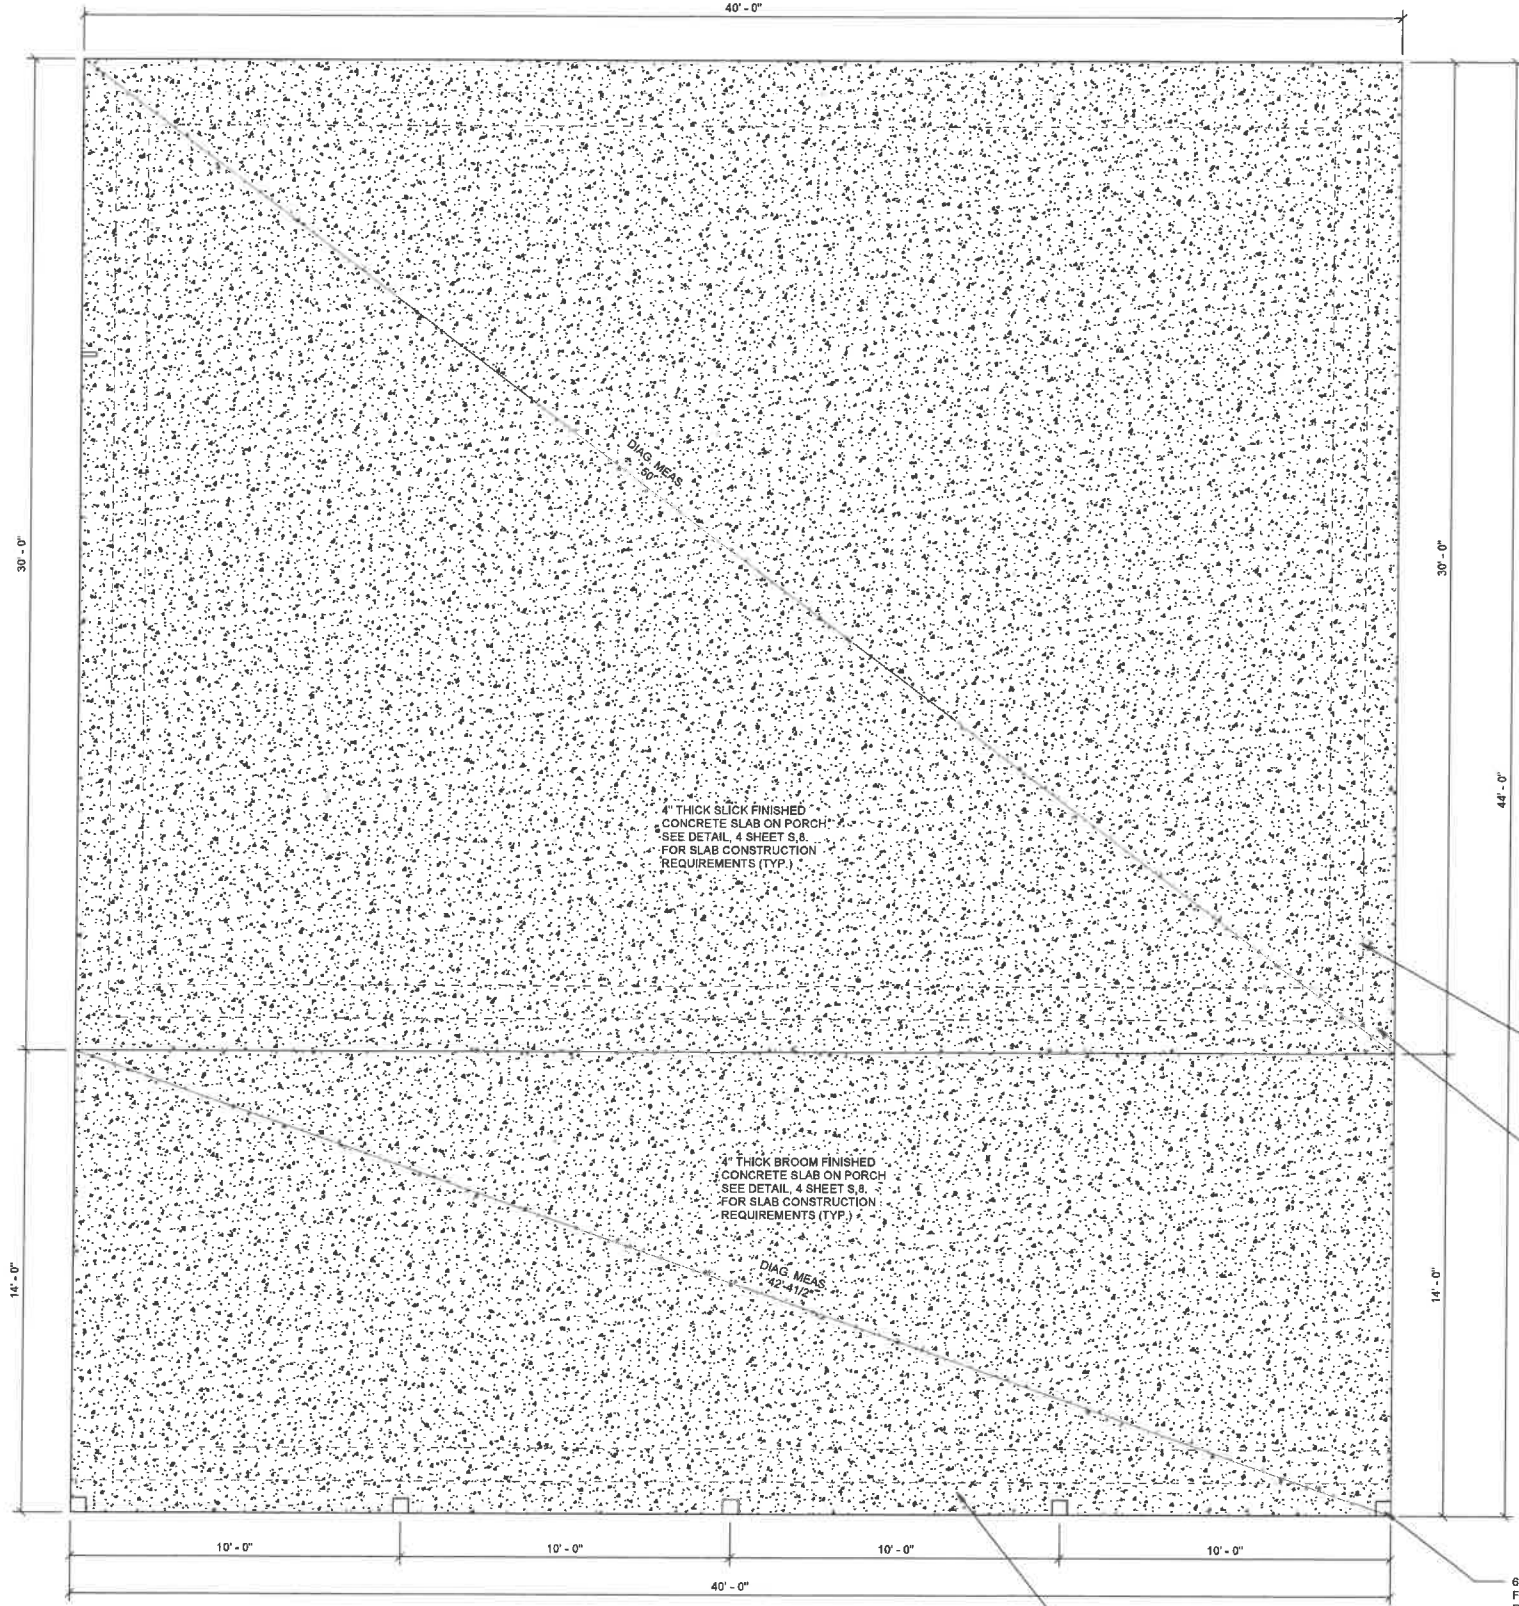 40' - 0"
30' - 0"
DIAG. MEAS.
50'
30' - 0"
44' - 0"
4" THICK SLICK FINISHED
CONCRETE SLAB ON PORCH
SEE DETAIL, 4 SHEET S,8.
FOR SLAB CONSTRUCTION
REQUIREMENTS (TYP.)
4" THICK BROOM FINISHED
CONCRETE SLAB ON PORCH
SEE DETAIL, 4 SHEET S,8.
FOR SLAB CONSTRUCTION
REQUIREMENTS (TYP.)
DIAG. MEAS.
42'-41/2"
14' - 0"
14' - 0"
10' - 0"
10' - 0"
10' - 0"
10' - 0"
40' - 0"
6
F